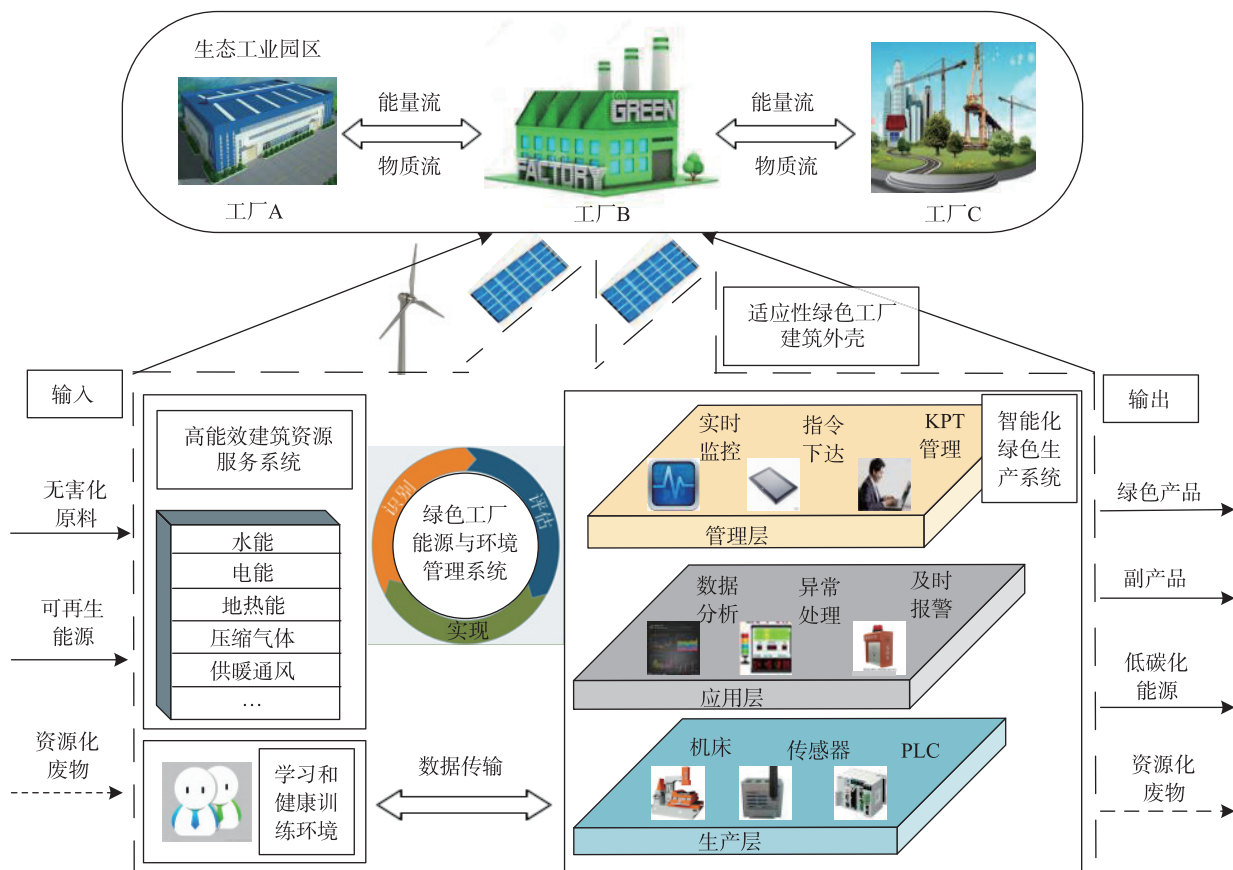 生态工业园区
能量流
物质流
GREEN
FACTORY
能量流
物质流
工厂A
工厂B
工厂C
适应性绿色工厂
建筑外壳
输入
高能效建筑资源
服务系统
无害化
原料
可再生
能源
资源化
废物
水能
电能
地热能
压缩气体
供暖通风
…
识别
评估
实现
绿色工厂
能源与环境
管理系统
学习和
健康训
练环境
数据传输
智能化
绿色生
产系统
实时
监控
指令
下达
KPT
管理
管理层
数据
分析
异常
处理
及时
报警
应用层
机床
传感器
PLC
生产层
输出
绿色产品
副产品
低碳化
能源
资源化
废物